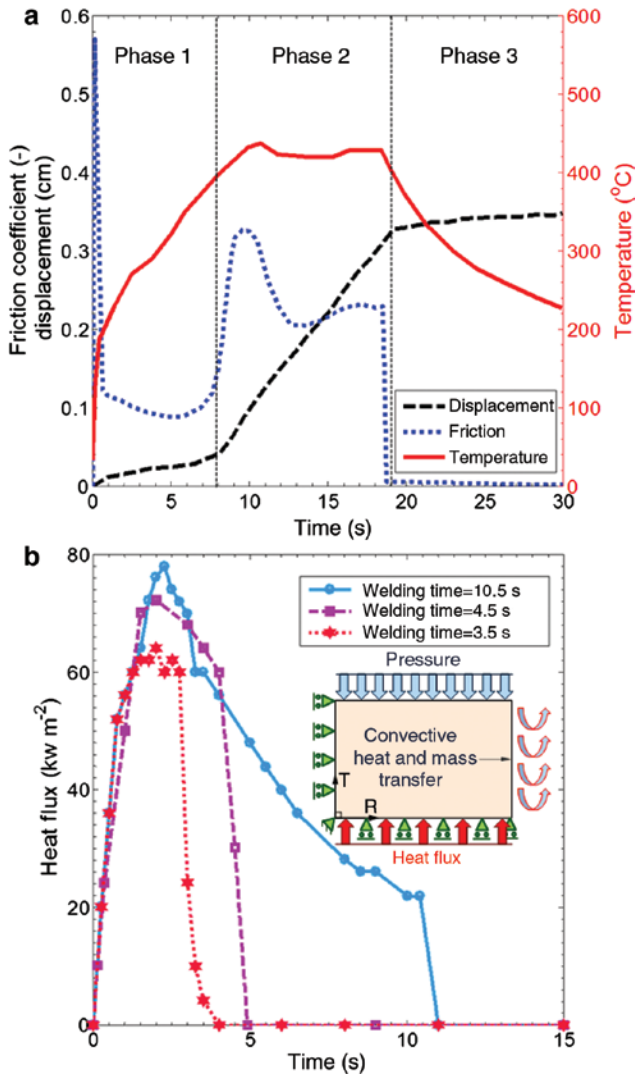 a
Phase 1
Phase 2
Phase 3
Friction coefficient (-)
displacement (cm)
0.6
0.5
0.4
0.3
0.2
0.1
0
600
500
400
300
200
100
0
Temperature (°C)
Displacement
Friction
Temperature
0 5 10 15 20 25 30
Time (s)
b
Heat flux (kw m-2)
80
60
40
20
0
Welding time=10.5 s
Welding time=4.5 s
Welding time=3.5 s
Pressure
Convective
heat and mass
transfer
T
R
Heat flux
0 5 10 15
Time (s)